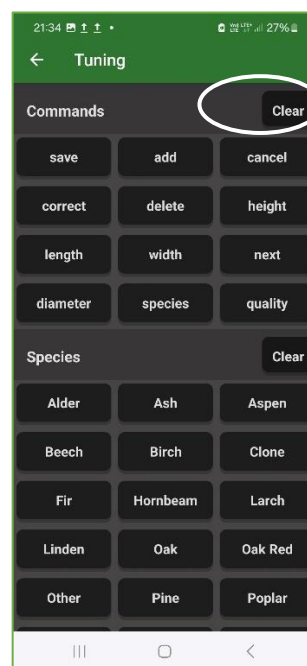 21:34 27%
Tuning
Commands Clear
save add cancel
correct delete height
length width next
diameter species quality
Species Clear
Alder Ash Aspen
Beech Birch Clone
Fir Hornbeam Larch
Linden Oak Oak Red
Other Pine Poplar